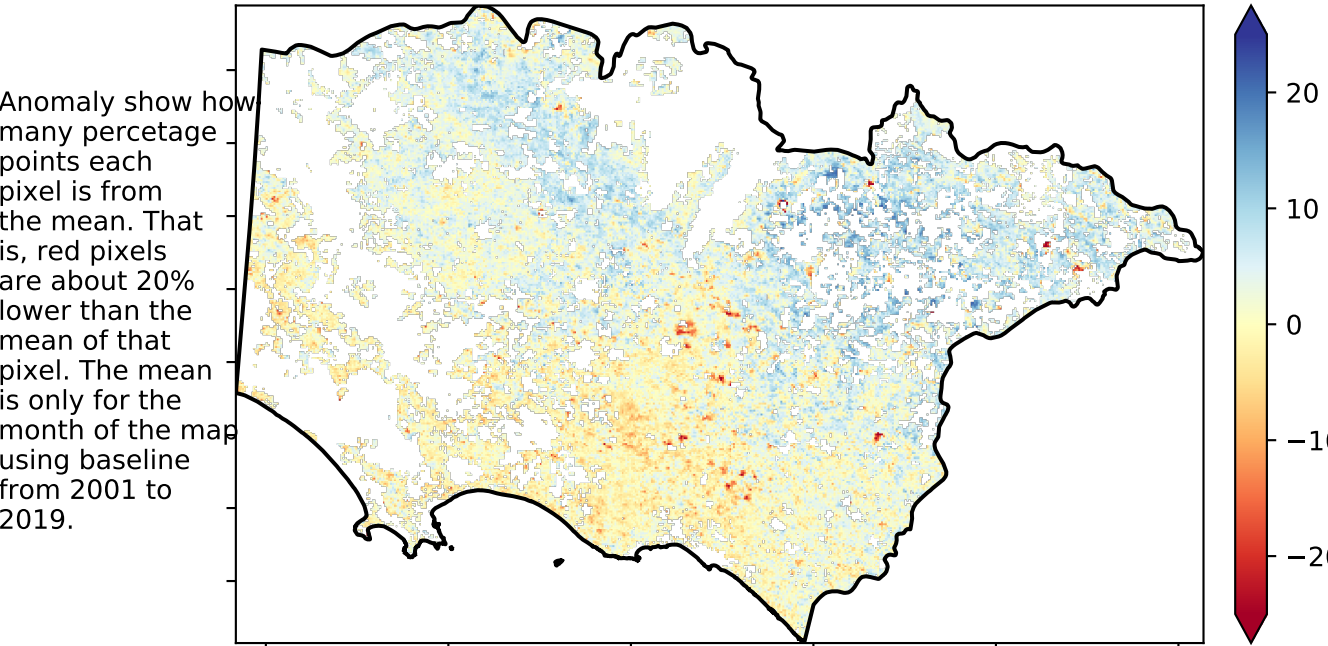 Anomaly show how
many percetage
points each
pixel is from
the mean. That
is, red pixels
are about 20%
lower than the
mean of that
pixel. The mean
is only for the
month of the map
using baseline
from 2001 to
2019.
20
10
0
−10
−20